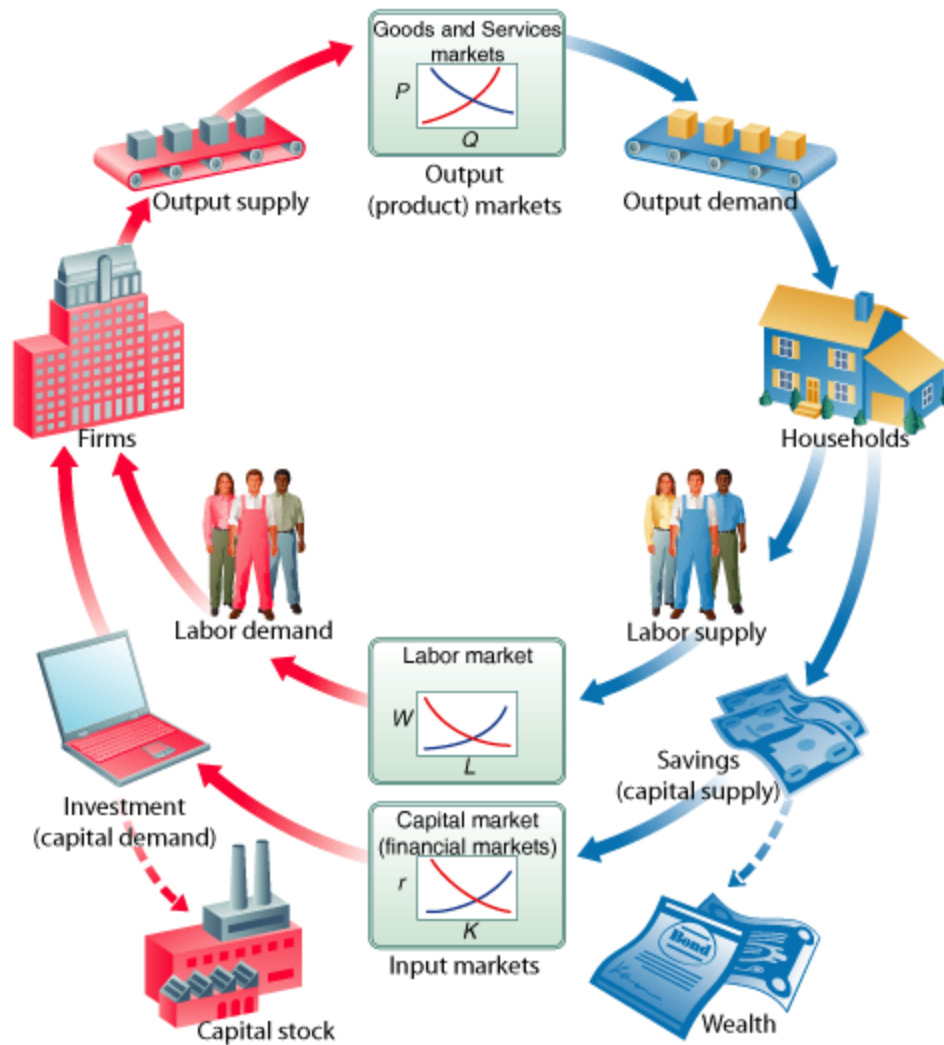 Goods and Services
markets
P
Q
Output
(product) markets
Output supply
Output demand
Firms
Households
Labor demand
Labor supply
Labor market
W
L
Investment
(capital demand)
Savings
(capital supply)
Capital market
(financial markets)
r
K
Input markets
Bond
Capital stock
Wealth